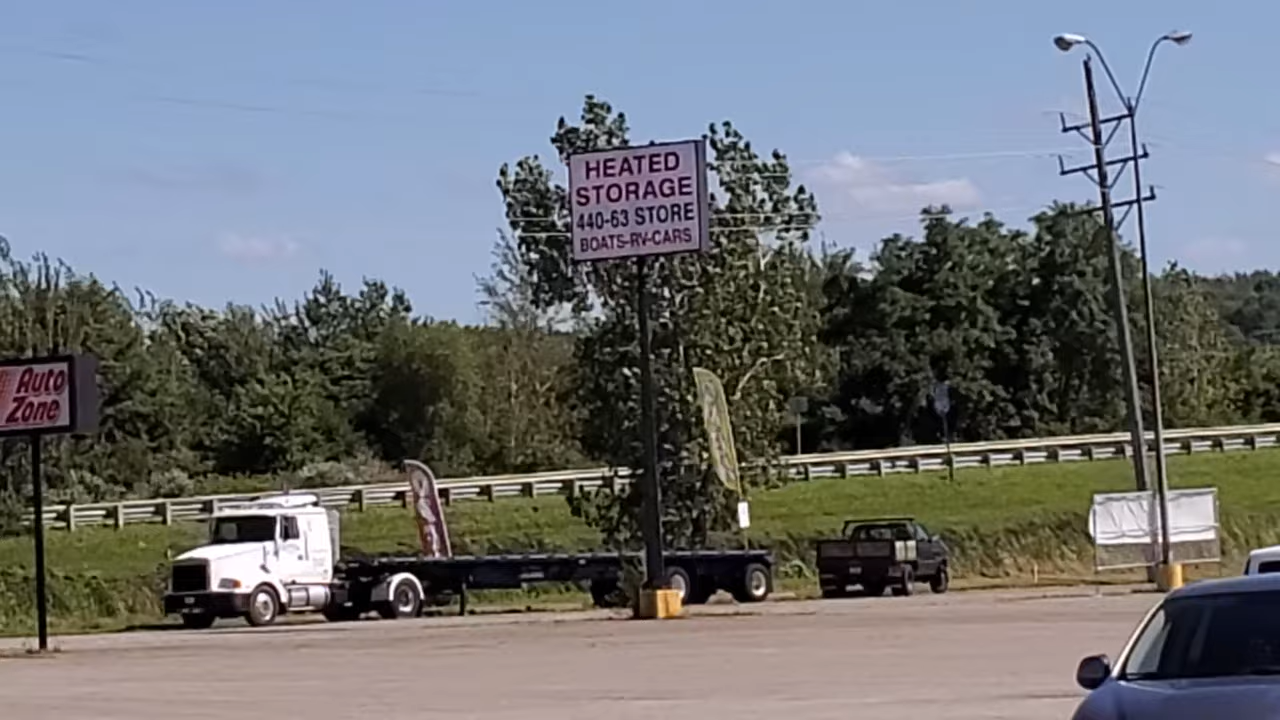 HEATED
STORAGE
440-63 STORE
BOATS-RV-CARS
Auto
Zone